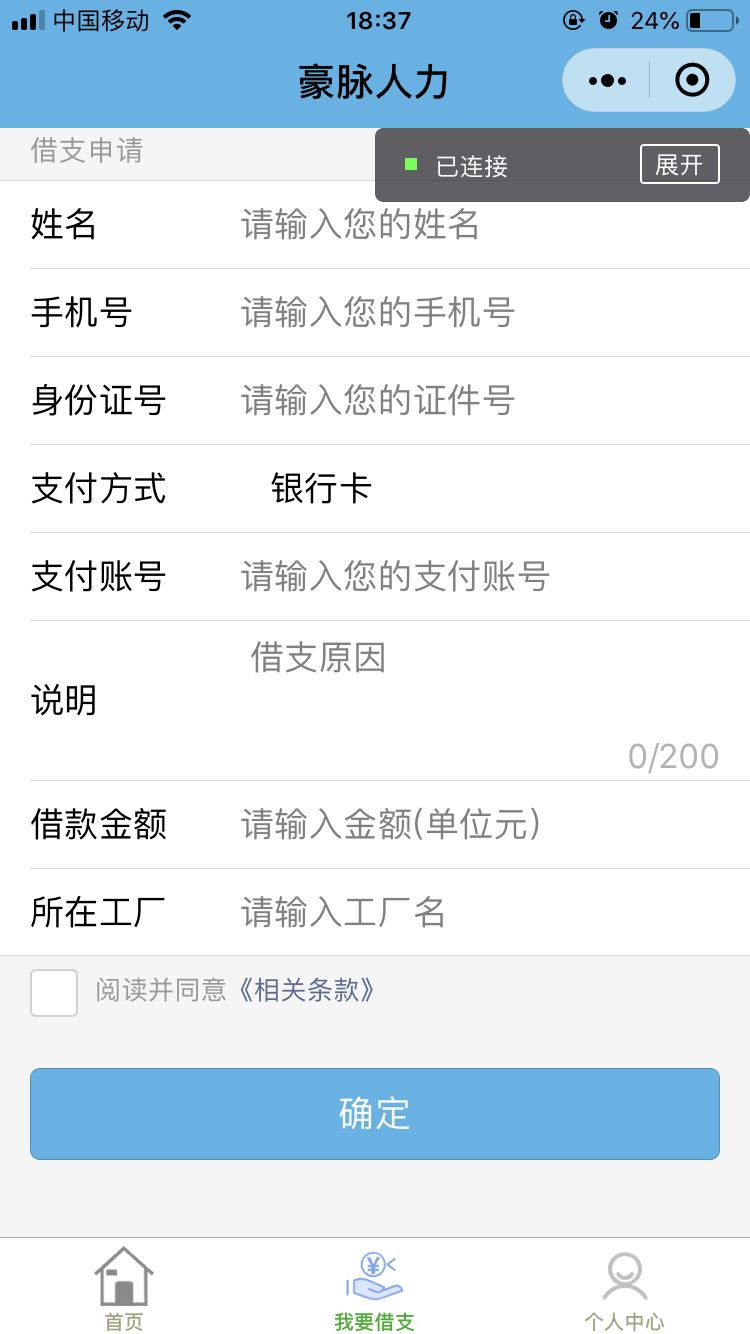 中国移动 18:37 24%
豪脉人力
借支申请
已连接 展开
姓名 请输入您的姓名
手机号 请输入您的手机号
身份证号 请输入您的证件号
支付方式 银行卡
支付账号 请输入您的支付账号
借支原因
说明
0/200
借款金额 请输入金额(单位元)
所在工厂 请输入工厂名
阅读并同意《相关条款》
确定
首页 我要借支 个人中心